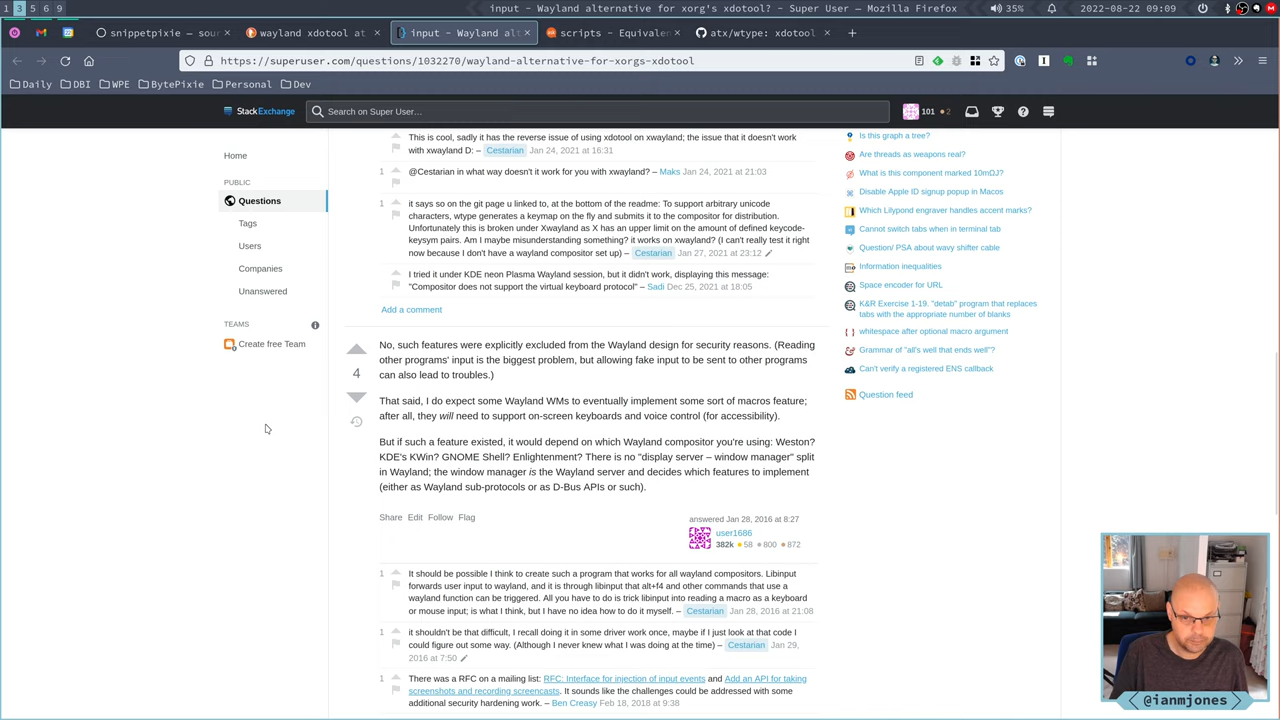 1 3 5 6 9
input - Wayland alternative for xorg's xdotool? - Super User — Mozilla Firefox
35%
2022-08-22 09:09
snippetpixie – sour
wayland xdotool at
input - Wayland alt
scripts - Equivalen
atx/wtype: xdotool
https://superuser.com/questions/1032270/wayland-alternative-for-xorgs-xdotool
Daily DBI WPE BytePixie Personal Dev
StackExchange
Search on Super User…
101 2
Home
PUBLIC
Questions
Tags
Users
Companies
Unanswered
TEAMS
Create free Team
This is cool, sadly it has the reverse issue of using xdotool on xwayland; the issue that it doesn't work
with xwayland D: – Cestarian Jan 24, 2021 at 16:31
1 @Cestarian in what way doesn't it work for you with xwayland? – Maks Jan 24, 2021 at 21:03
1 it says so on the git page u linked to, at the bottom of the readme: To support arbitrary unicode
characters, wtype generates a keymap on the fly and submits it to the compositor for distribution.
Unfortunately this is broken under Xwayland as X has an upper limit on the amount of defined keycode-
keysym pairs. Am I maybe misunderstanding something? it works on wayland? (I can't really test it right
now because I don't have a wayland compositor set up) – Cestarian Jan 27, 2021 at 23:12
I tried it under KDE neon Plasma Wayland session, but it didn't work, displaying this message:
"Compositor does not support the virtual keyboard protocol" – Sadi Dec 25, 2021 at 18:05
Add a comment
4
No, such features were explicitly excluded from the Wayland design for security reasons. (Reading
other programs' input is the biggest problem, but allowing fake input to be sent to other programs
can also lead to troubles.)
That said, I do expect some Wayland WMs to eventually implement some sort of macros feature;
after all, they will need to support on-screen keyboards and voice control (for accessibility).
But if such a feature existed, it would depend on which Wayland compositor you're using: Weston?
KDE's KWin? GNOME Shell? Enlightenment? There is no "display server – window manager" split
in Wayland; the window manager is the Wayland server and decides which features to implement
(either as Wayland sub-protocols or as D-Bus APIs or such).
Share Edit Follow Flag
answered Jan 28, 2016 at 8:27
user1686
382k 58 800 872
1 It should be possible I think to create such a program that works for all wayland compositors. Libinput
forwards user input to wayland, and it is through libinput that alt+f4 and other commands that use a
wayland function can be triggered. All you have to do is trick libinput into reading a macro as a keyboard
or mouse input; is what I think, but I have no idea how to do it myself. – Cestarian Jan 28, 2016 at 21:08
1 it shouldn't be that difficult, I recall doing it in some driver work once, maybe if I just look at that code I
could figure out some way. (Although I never knew what I was doing at the time) – Cestarian Jan 29,
2016 at 7:50
1 There was a RFC on a mailing list: RFC: Interface for injection of input events and Add an API for taking
screenshots and recording screencasts. It sounds like the challenges could be addressed with some
additional security hardening work. – Ben Creasy Feb 18, 2018 at 9:38
Is this graph a tree?
Are threads as weapons real?
What is this component marked 10mΩJ?
Disable Apple ID signup popup in Macos
Which Lilypond engraver handles accent marks?
Cannot switch tabs when in terminal tab
Question/ PSA about wavy shifter cable
Information inequalities
Space encoder for URL
K&R Exercise 1-19. "detab" program that replaces
tabs with the appropriate number of blanks
whitespace after optional macro argument
Grammar of "all's well that ends well"?
Can't verify a registered ENS callback
Question feed
@ianmjones